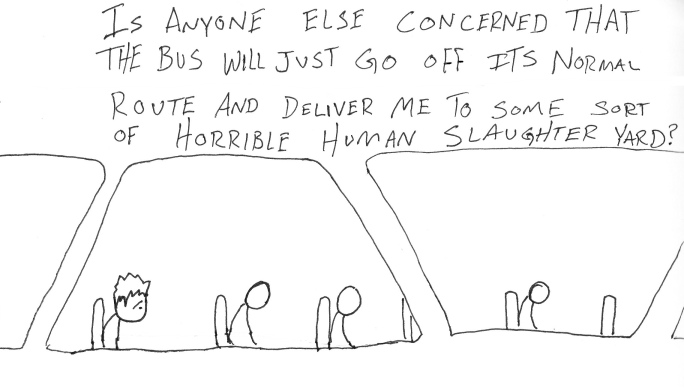 Is ANYONE ELSE CONCERNED THAT
THE BUS WILL JUST GO OFF ITS NORMAL
ROUTE AND DELIVER ME TO SOME SORT
OF HORRIBLE HUMAN SLAUGHTER YARD?